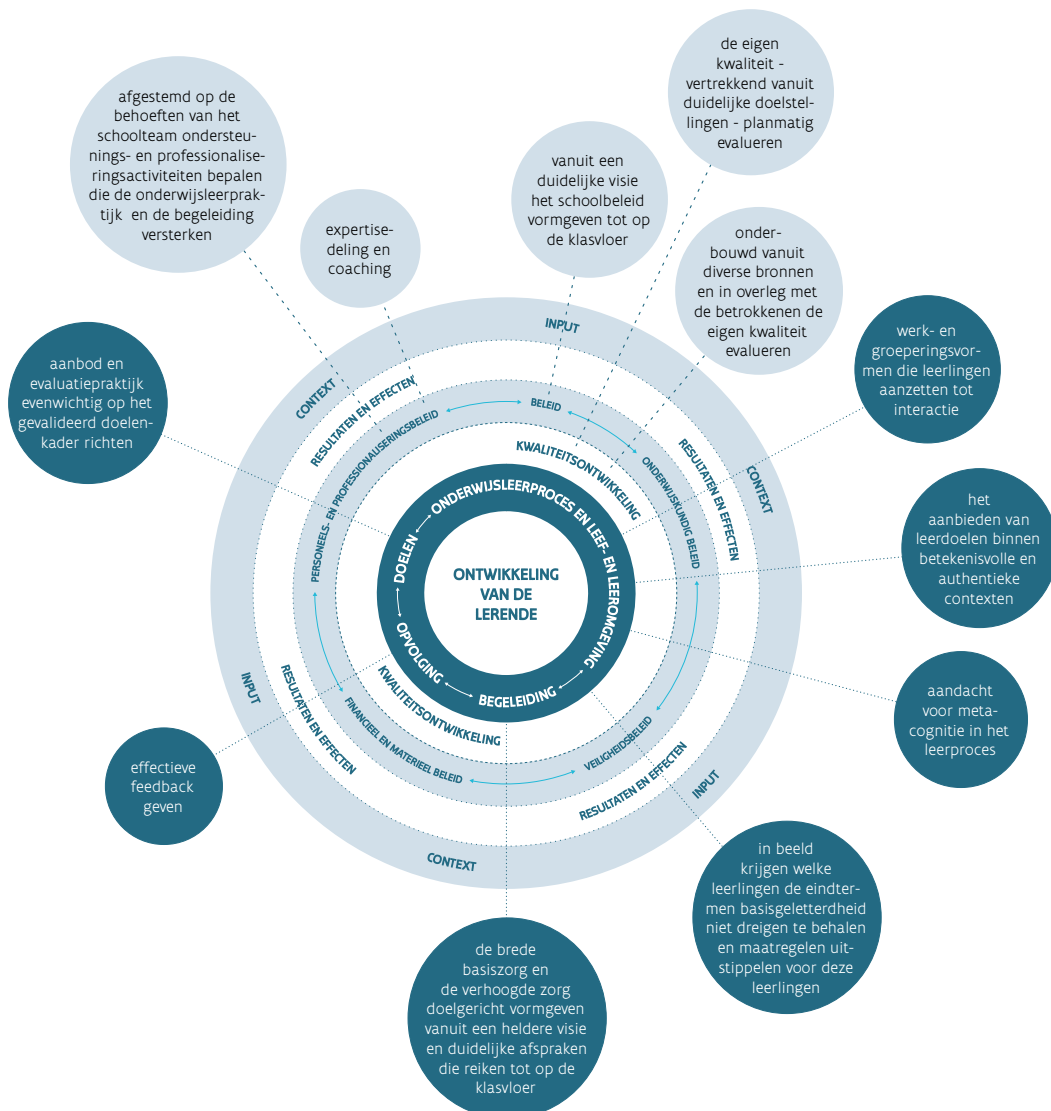 de eigen
kwaliteit -
vertrekkend vanuit
duidelijke doelstel-
lingen - planmatig
evalueren
afgestemd op de
behoeften van het
schoolteam ondersteu-
nings- en professionalise-
ringsactiviteiten bepalen
die de onderwijsleerprak-
tijk en de begeleiding
versterken
vanuit een
duidelijke visie
het schoolbeleid
vormgeven tot op
de klasvloer
expertise-
deling en
coaching
onder-
bouwd vanuit
diverse bronnen
en in overleg met
de betrokkenen de
eigen kwaliteit
evalueren
werk- en
groeperingsvor-
men die leerlingen
aanzetten tot
interactie
aanbod en
evaluatiepraktijk
evenwichtig op het
gevalideerd doelen-
kader richten
INPUT
CONTEXT
RESULTATEN EN EFFECTEN
BELEID
PERSONEELS- EN PROFESSIONALISERINGSBELEID
KWALITEITSONTWIKKELING
ONDERWIJSKUNDIG BELEID
RESULTATEN EN EFFECTEN
CONTEXT
ONDERWIJSLEERPROCES EN LEEF- EN LEEROMGEVING
DOELEN
ONTWIKKELING
VAN DE
LERENDE
OPVOLGING
BEGELEIDING
KWALITEITSONTWIKKELING
FINANCIEEL EN MATERIEEL BELEID
VEILIGHEIDSBELEID
RESULTATEN EN EFFECTEN
RESULTATEN EN EFFECTEN
INPUT
INPUT
CONTEXT
het
aanbieden van
leerdoelen binnen
betekenisvolle en
authentieke
contexten
aandacht
voor meta-
cognitie in het
leerproces
effectieve
feedback
geven
in beeld
krijgen welke
leerlingen de eindter-
men basisgeletterdheid
niet dreigen te behalen
en maatregelen uit-
stippelen voor deze
leerlingen
de brede
basiszorg en
de verhoogde zorg
doelgericht vormgeven
vanuit een heldere visie
en duidelijke afspraken
die reiken tot op de
klasvloer